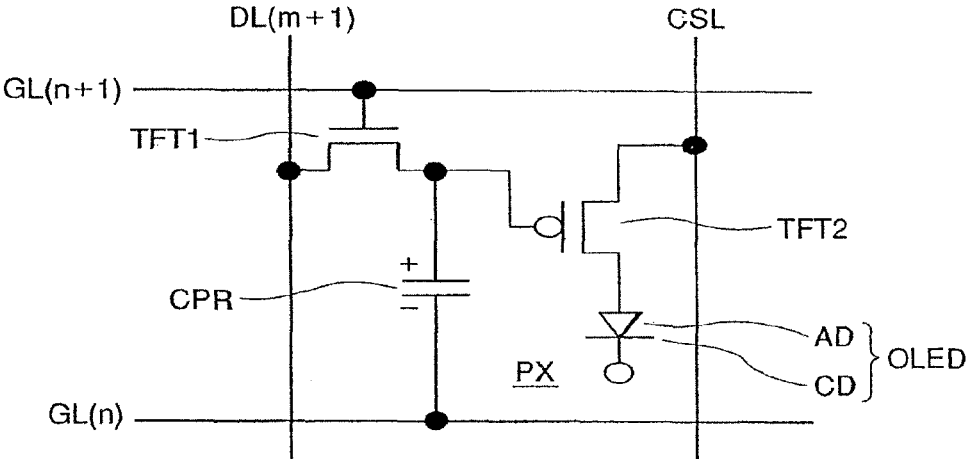 DL(m+1)
CSL
GL(n+1)
TFT1
TFT2
+
CPR
−
AD
OLED
PX
CD
GL(n)